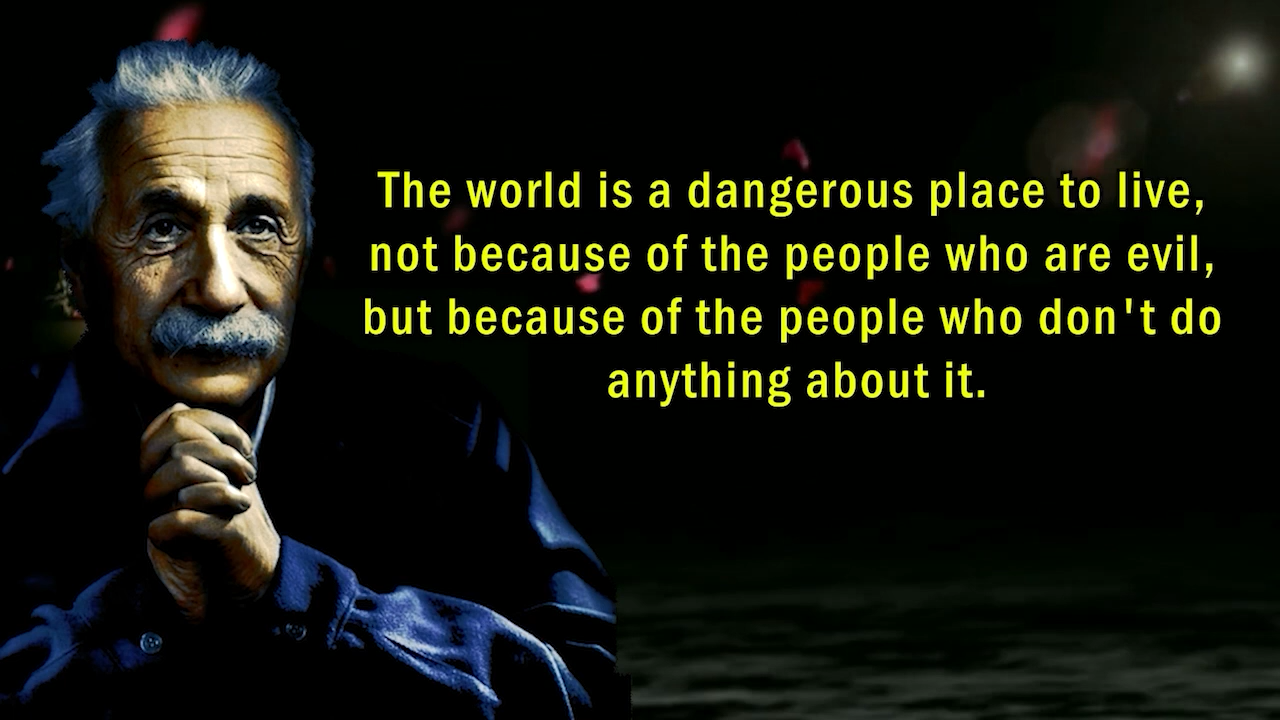 The world is a dangerous place to live,
not because of the people who are evil,
but because of the people who don't do
anything about it.